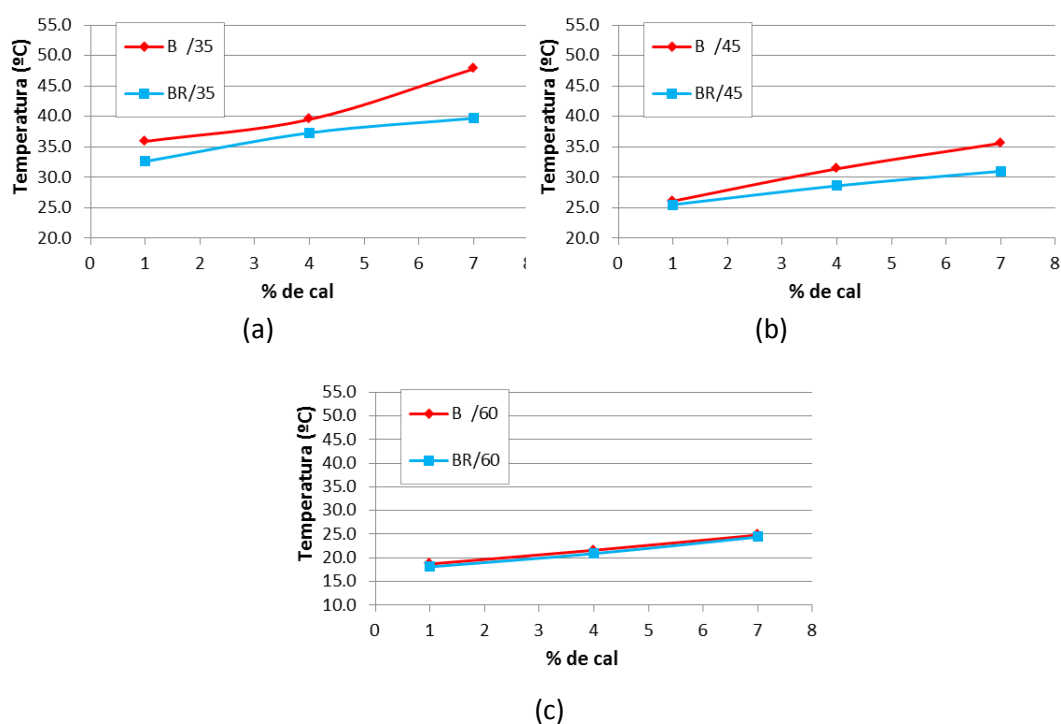 55.0
50.0
45.0
40.0
35.0
30.0
25.0
20.0
Temperatura (ºC)
B /35
BR/35
0 1 2 3 4 5 6 7 8
% de cal
(a)
55.0
50.0
45.0
40.0
35.0
30.0
25.0
20.0
Temperatura (ºC)
B /45
BR/45
0 1 2 3 4 5 6 7 8
% de cal
(b)
55.0
50.0
45.0
40.0
35.0
30.0
25.0
20.0
15.0
10.0
Temperatura (ºC)
B /60
BR/60
0 1 2 3 4 5 6 7 8
% de cal
(c)